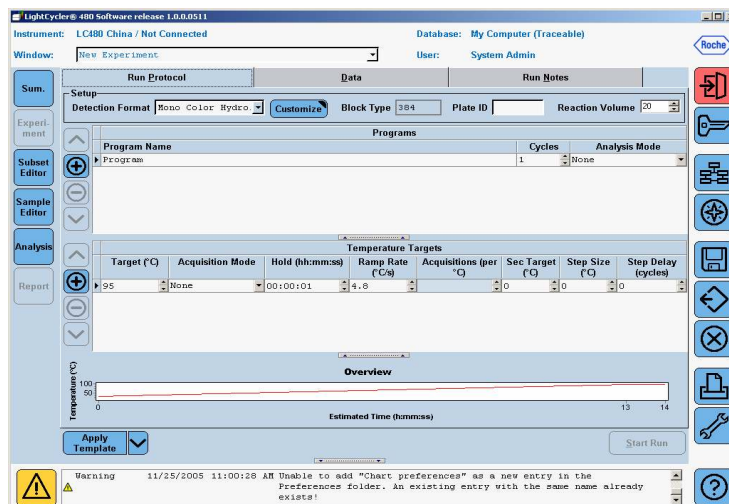 LightCycler® 480 Software release 1.0.0.0511
Instrument: LC480 China / Not Connected Database: My Computer (Traceable)
Window: New Experiment User: System Admin
Roche
Run Protocol Data Run Notes
Sum.
Experi-
ment
Subset
Editor
Sample
Editor
Analysis
Report
Setup
Detection Format Mono Color Hydro. Customize Block Type 384 Plate ID Reaction Volume 20
Programs
Program Name Cycles Analysis Mode
Program 1 None
Temperature Targets
Target (°C) Acquisition Mode Hold (hh:mm:ss) Ramp Rate (°C/s) Acquisitions (per °C) Sec Target (°C) Step Size (°C) Step Delay (cycles)
95 None 00:00:01 4.8 0 0 0
Overview
Temperature (°C)
100
50
0 13 14
Estimated Time (h:mm:ss)
Apply
Template
Start Run
Warning 11/25/2005 11:00:28 AM Unable to add "Chart preferences" as a new entry in the
Preferences folder. An existing entry with the same name already
exists!